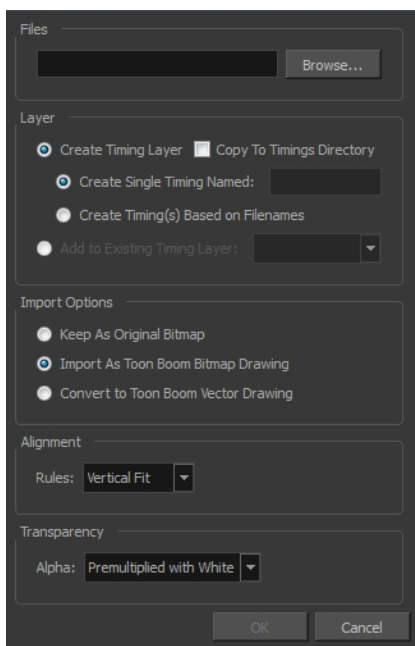 Files
Browse...
Layer
Create Timing Layer Copy To Timings Directory
Create Single Timing Named:
Create Timing(s) Based on Filenames
Add to Existing Timing Layer:
Import Options
Keep As Original Bitmap
Import As Toon Boom Bitmap Drawing
Convert to Toon Boom Vector Drawing
Alignment
Rules: Vertical Fit
Transparency
Alpha: Premultiplied with White
OK Cancel